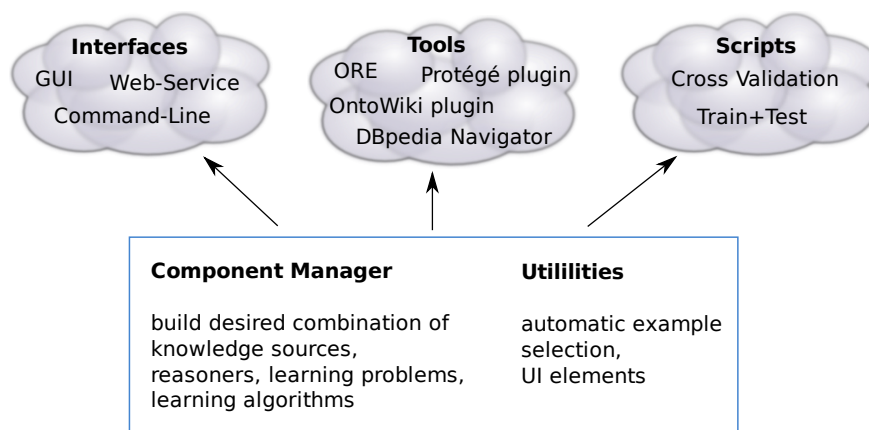 Interfaces
GUI Web-Service
Command-Line
Tools
ORE Protégé plugin
OntoWiki plugin
DBpedia Navigator
Scripts
Cross Validation
Train+Test
Component Manager
build desired combination of
knowledge sources,
reasoners, learning problems,
learning algorithms
Utililities
automatic example
selection,
UI elements